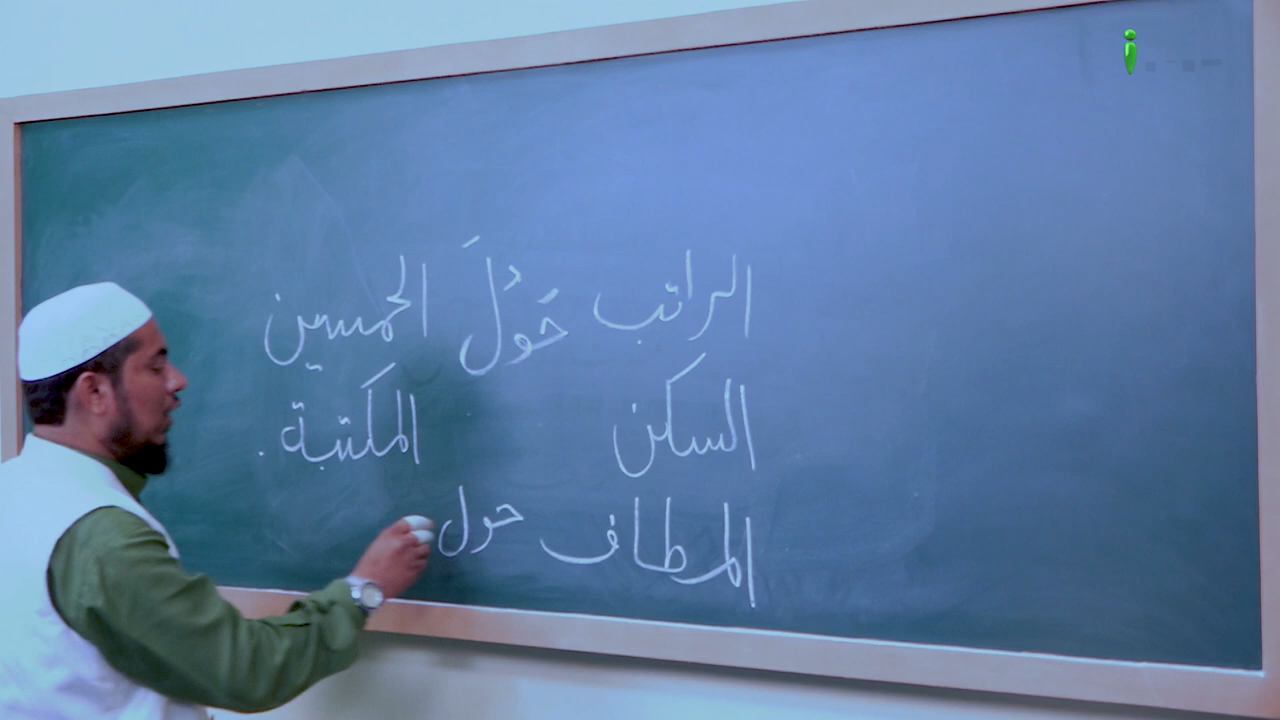 الراتب حَوْلَ الخمسين
السكن المكتبة .
المطاف حول